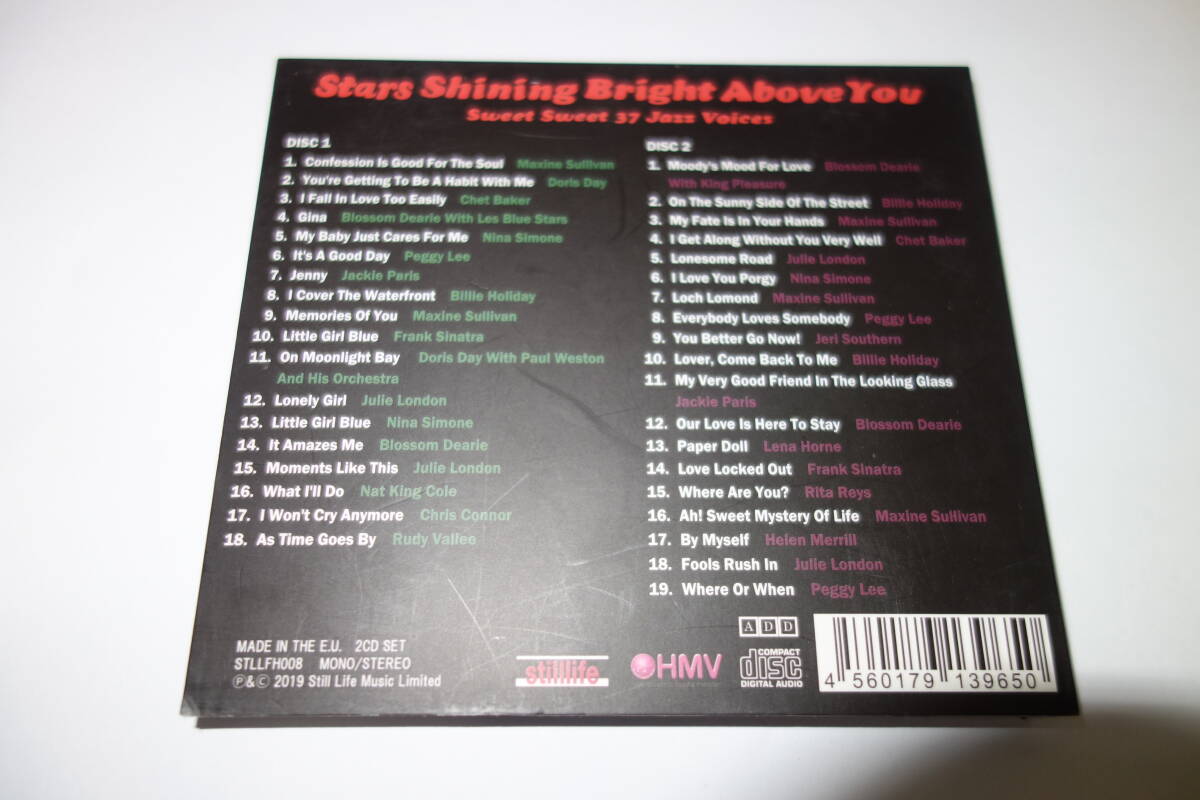 Stars Shining Bright Above You
Sweet Sweet 37 Jazz Voices
DISC 1
1. Confession Is Good For The Soul Maxine Sullivan
2. You're Getting To Be A Habit With Me Doris Day
3. I Fall In Love Too Easily Chet Baker
4. Gina Blossom Dearie With Les Blue Stars
5. My Baby Just Cares For Me Nina Simone
6. It's A Good Day Peggy Lee
7. Jenny Jackie Paris
8. I Cover The Waterfront Billie Holiday
9. Memories Of You Maxine Sullivan
10. Little Girl Blue Frank Sinatra
11. On Moonlight Bay Doris Day With Paul Weston
And His Orchestra
12. Lonely Girl Julie London
13. Little Girl Blue Nina Simone
14. It Amazes Me Blossom Dearie
15. Moments Like This Julie London
16. What I'll Do Nat King Cole
17. I Won't Cry Anymore Chris Connor
18. As Time Goes By Rudy Vallee
DISC 2
1. Moody's Mood For Love Blossom Dearie
With King Pleasure
2. On The Sunny Side Of The Street Billie Holiday
3. My Fate Is In Your Hands Maxine Sullivan
4. I Get Along Without You Very Well Chet Baker
5. Lonesome Road Julie London
6. I Love You Porgy Nina Simone
7. Loch Lomond Maxine Sullivan
8. Everybody Loves Somebody Peggy Lee
9. You Better Go Now! Jeri Southern
10. Lover, Come Back To Me Billie Holiday
11. My Very Good Friend In The Looking Glass
Jackie Paris
12. Our Love Is Here To Stay Blossom Dearie
13. Paper Doll Lena Horne
14. Love Locked Out Frank Sinatra
15. Where Are You? Rita Reys
16. Ah! Sweet Mystery Of Life Maxine Sullivan
17. By Myself Helen Merrill
18. Fools Rush In Julie London
19. Where Or When Peggy Lee
MADE IN THE E.U. 2CD SET
STLLFH008 MONO/STEREO
Ⓟ&© 2019 Still Life Music Limited
stilllife
HMV
ADD
COMPACT
disc
DIGITAL AUDIO
4 560179 139650